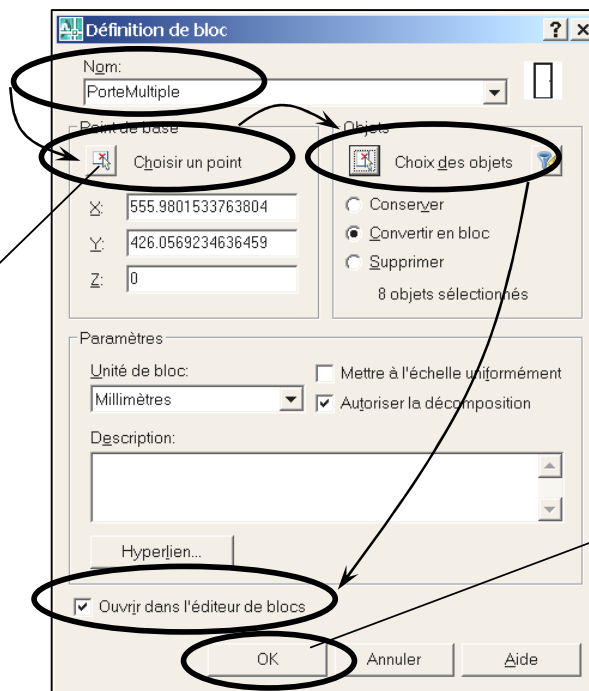 Définition de bloc
Nom:
PorteMultiple
Point de base
Choisir un point
X: 555.9801533763804
Y: 426.0569234636459
Z: 0
Objets
Choix des objets
Conserver
Convertir en bloc
Supprimer
8 objets sélectionnés
Paramètres
Unité de bloc:
Millimètres
Mettre à l'échelle uniformément
Autoriser la décomposition
Description:
Hyperlien...
Ouvrir dans l'éditeur de blocs
OK
Annuler
Aide